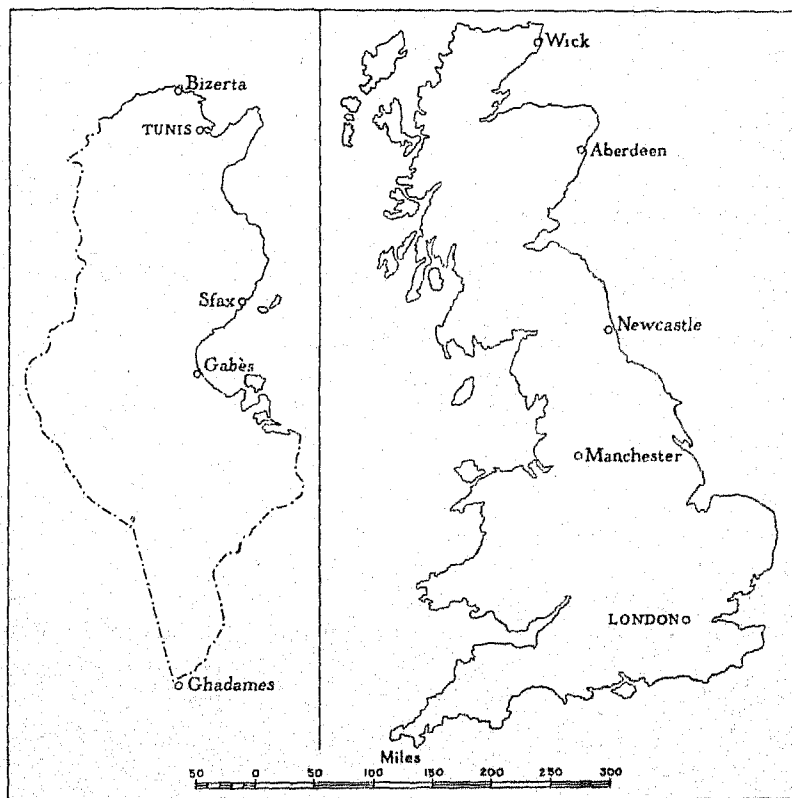 Bizerta
TUNIS
Sfax
Gabès
Ghadames
Wick
Aberdeen
Newcastle
Manchester
LONDON
Miles
50 0 50 100 150 200 250 300